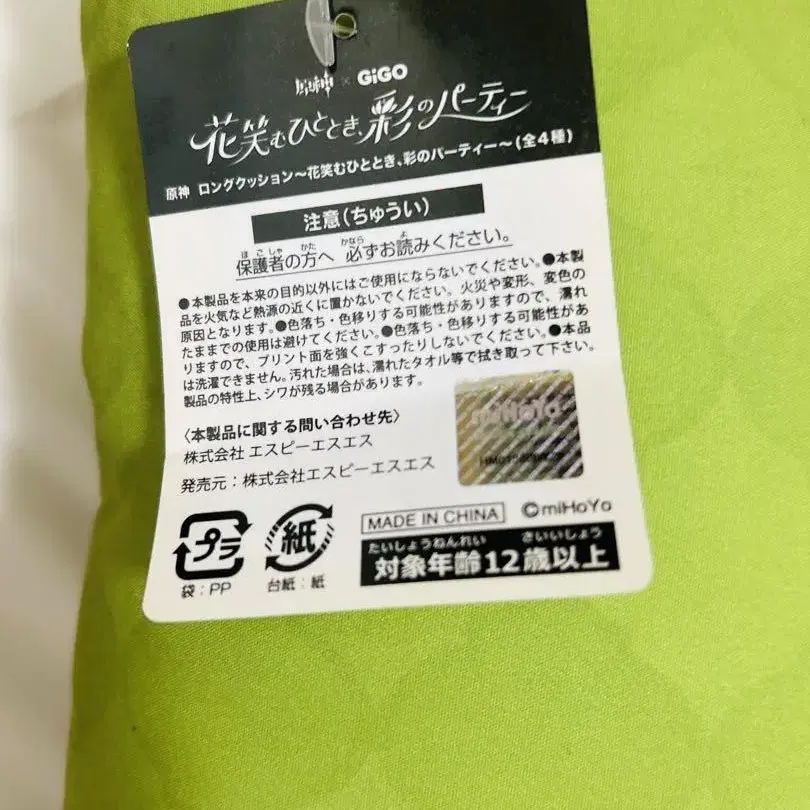 原神 × GiGO
花笑むひととき、彩のパーティー
原神 ロングクッション～花笑むひととき、彩のパーティー～(全4種)
注意(ちゅうい)
保護者の方へ 必ずお読みください。
●本製品を本来の目的以外にはご使用にならないでください。●本製
品を火気など熱源の近くに置かないでください。火災や変形、変色の
原因となります。●色落ち・色移りする可能性がありますので、濡れ
たままでの使用は避けてください。●色落ち・色移りする可能性があ
りますので、プリント面を強くこすったりしないでください。●本品
は洗濯できません。汚れた場合は、濡れたタオル等で拭き取って下さい。
製品の特性上、シワが残る場合があります。
〈本製品に関する問い合わせ先〉
株式会社 エスピーエスエス
発売元：株式会社エスピーエスエス
miHoYo
プラ
袋：PP
紙
台紙：紙
MADE IN CHINA ©miHoYo
たいしょうねんれい さいいじょう
対象年齢12歳以上